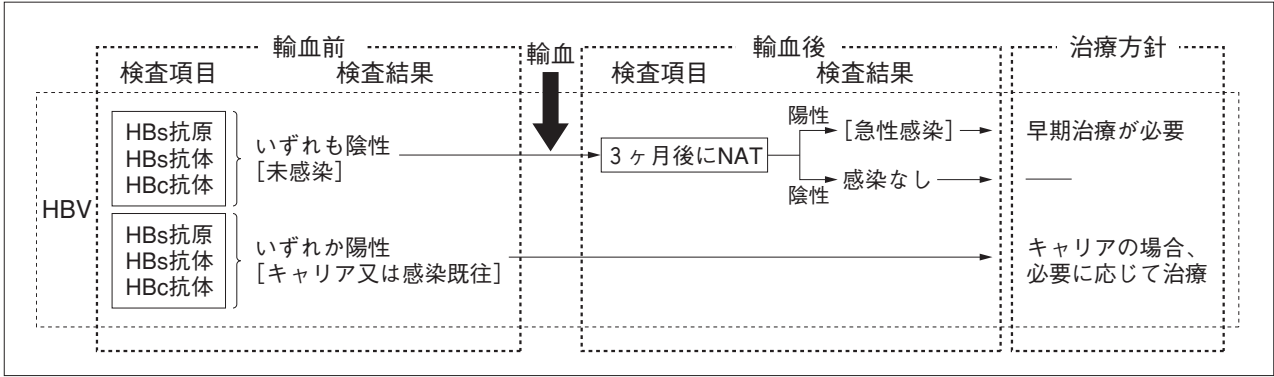 輸血前
検査項目 検査結果
輸血
輸血後
検査項目 検査結果
治療方針
HBV
HBs抗原
HBs抗体
HBc抗体
いずれも陰性
[未感染]
3ヶ月後にNAT
陽性
[急性感染]
早期治療が必要
陰性
感染なし
——
HBs抗原
HBs抗体
HBc抗体
いずれか陽性
[キャリア又は感染既往]
キャリアの場合、
必要に応じて治療